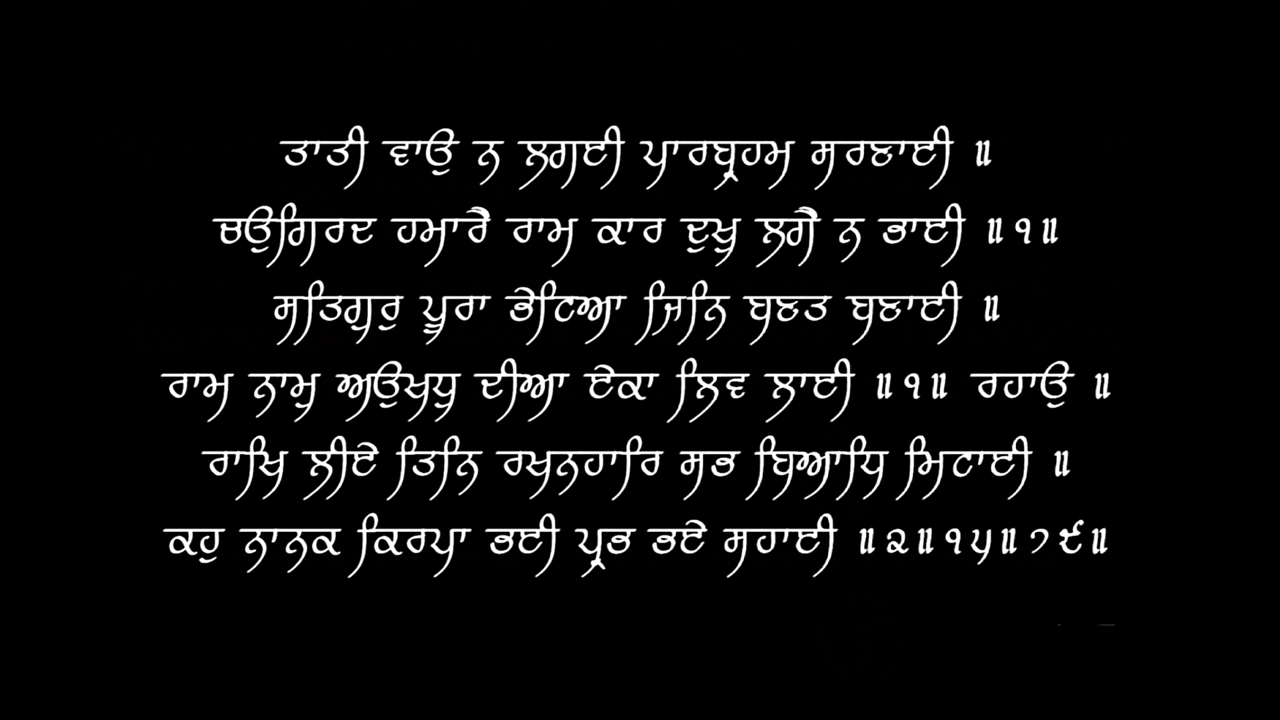 ਤਾਤੀ ਵਾਉ ਨ ਲਗਈ ਪਾਰਬ੍ਰਹਮ ਸਰਣਾਈ ॥
ਚਉਗਿਰਦ ਹਮਾਰੈ ਰਾਮ ਕਾਰ ਦੁਖੁ ਲਗੈ ਨ ਭਾਈ ॥੧॥
ਸਤਿਗੁਰੁ ਪੂਰਾ ਭੇਟਿਆ ਜਿਨਿ ਬਣਤ ਬਣਾਈ ॥
ਰਾਮ ਨਾਮੁ ਅਉਖਧੁ ਦੀਆ ਏਕਾ ਲਿਵ ਲਾਈ ॥੧॥ ਰਹਾਉ ॥
ਰਾਖਿ ਲੀਏ ਤਿਨਿ ਰਖਨਹਾਰਿ ਸਭ ਬਿਆਧਿ ਮਿਟਾਈ ॥
ਕਹੁ ਨਾਨਕ ਕਿਰਪਾ ਭਈ ਪ੍ਰਭ ਭਏ ਸਹਾਈ ॥੨॥੧੫॥੭੯॥